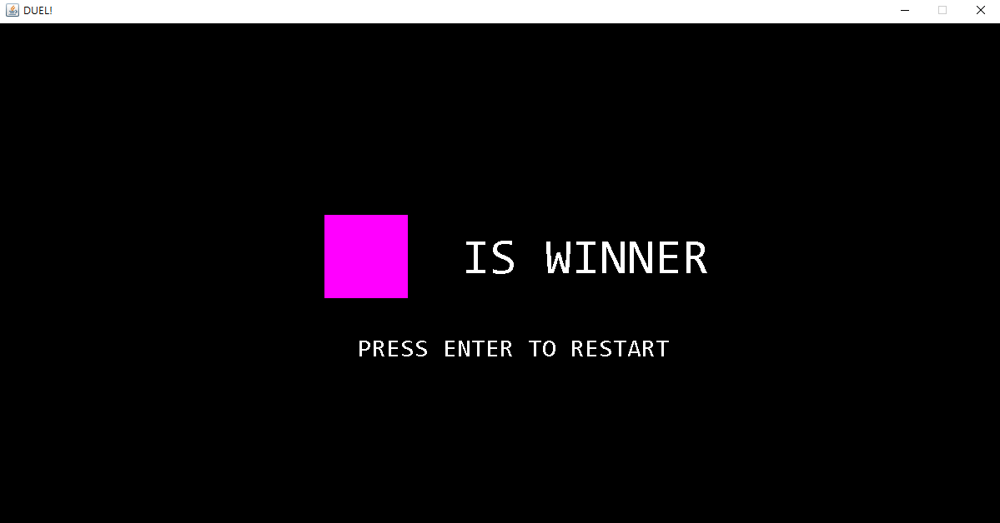 DUEL!
IS WINNER
PRESS ENTER TO RESTART